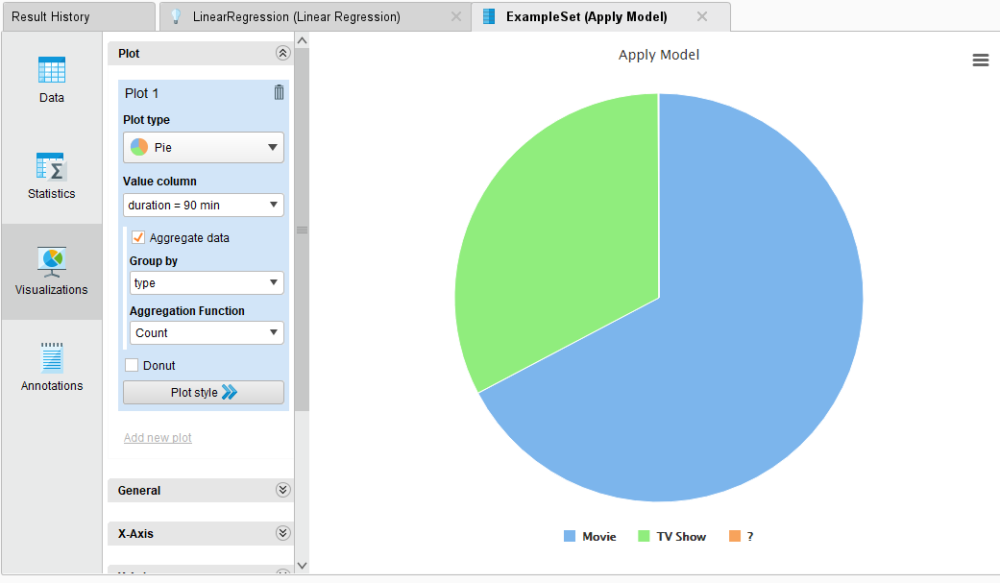 Result History
LinearRegression (Linear Regression)
ExampleSet (Apply Model)
Data
Statistics
Visualizations
Annotations
Plot
Plot 1
Plot type
Pie
Value column
duration = 90 min
Aggregate data
Group by
type
Aggregation Function
Count
Donut
Plot style
Add new plot
General
X-Axis
Apply Model
Movie
TV Show
?